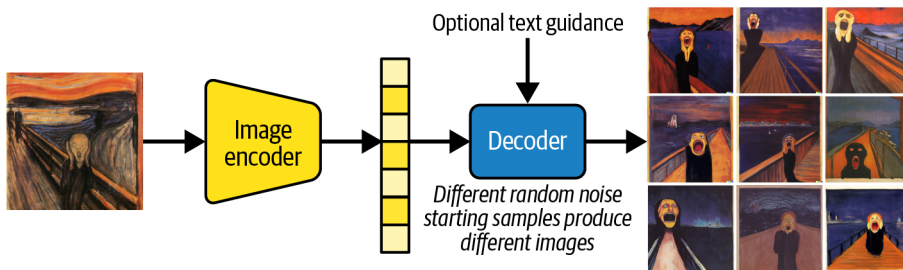 Optional text guidance
Image
encoder
Decoder
Different random noise
starting samples produce
different images